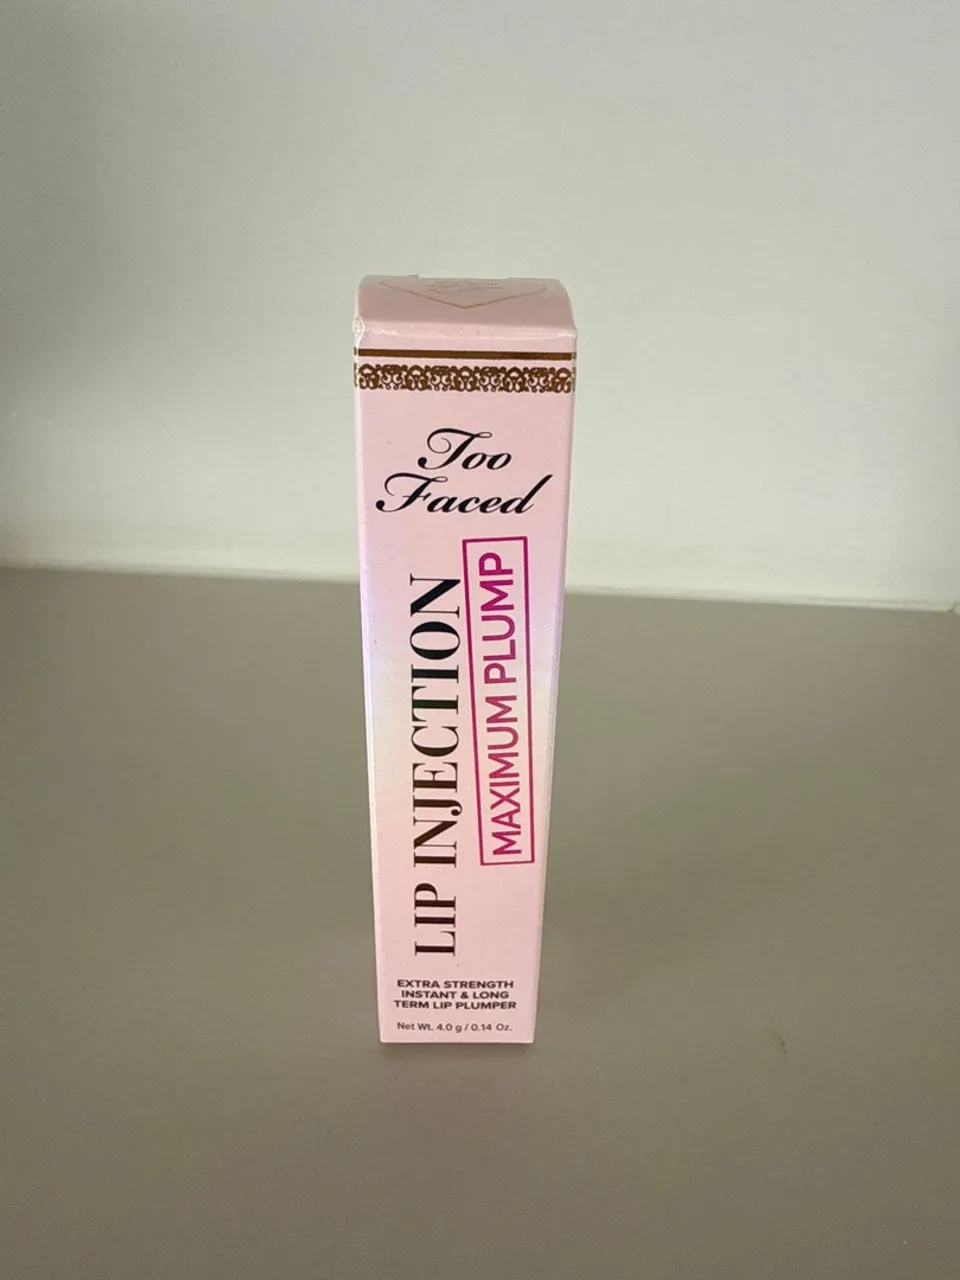 Too
Faced
LIP INJECTION
MAXIMUM PLUMP
EXTRA STRENGTH
INSTANT & LONG
TERM LIP PLUMPER
Net Wt. 4.0 g / 0.14 Oz.